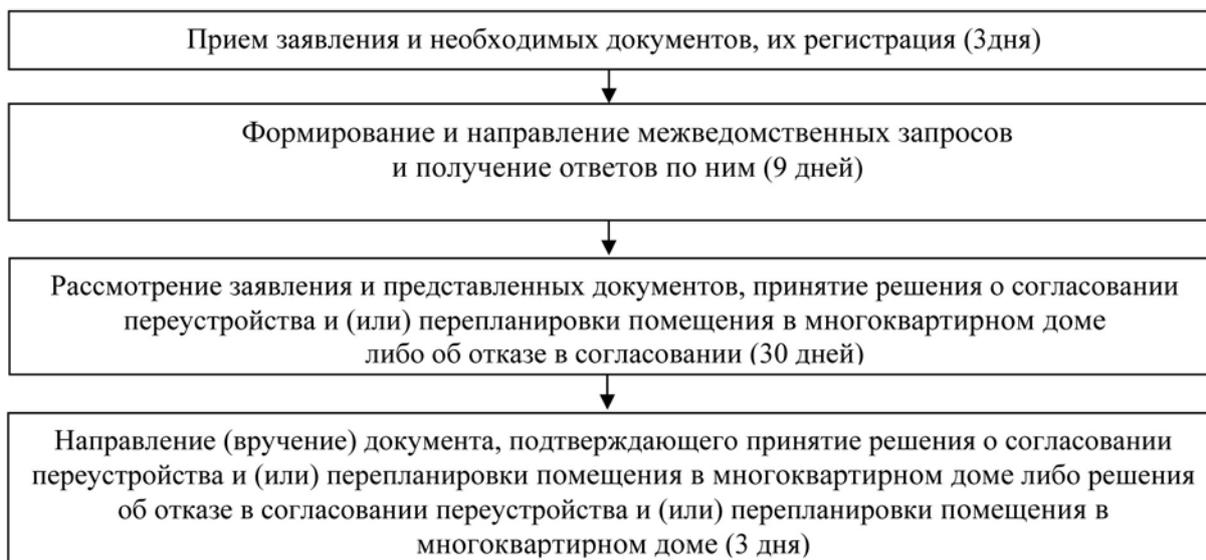 Прием заявления и необходимых документов, их регистрация (3дня)
Формирование и направление межведомственных запросов
и получение ответов по ним (9 дней)
Рассмотрение заявления и представленных документов, принятие решения о согласовании
переустройства и (или) перепланировки помещения в многоквартирном доме
либо об отказе в согласовании (30 дней)
Направление (вручение) документа, подтверждающего принятие решения о согласовании
переустройства и (или) перепланировки помещения в многоквартирном доме либо решения
об отказе в согласовании переустройства и (или) перепланировки помещения в
многоквартирном доме (3 дня)